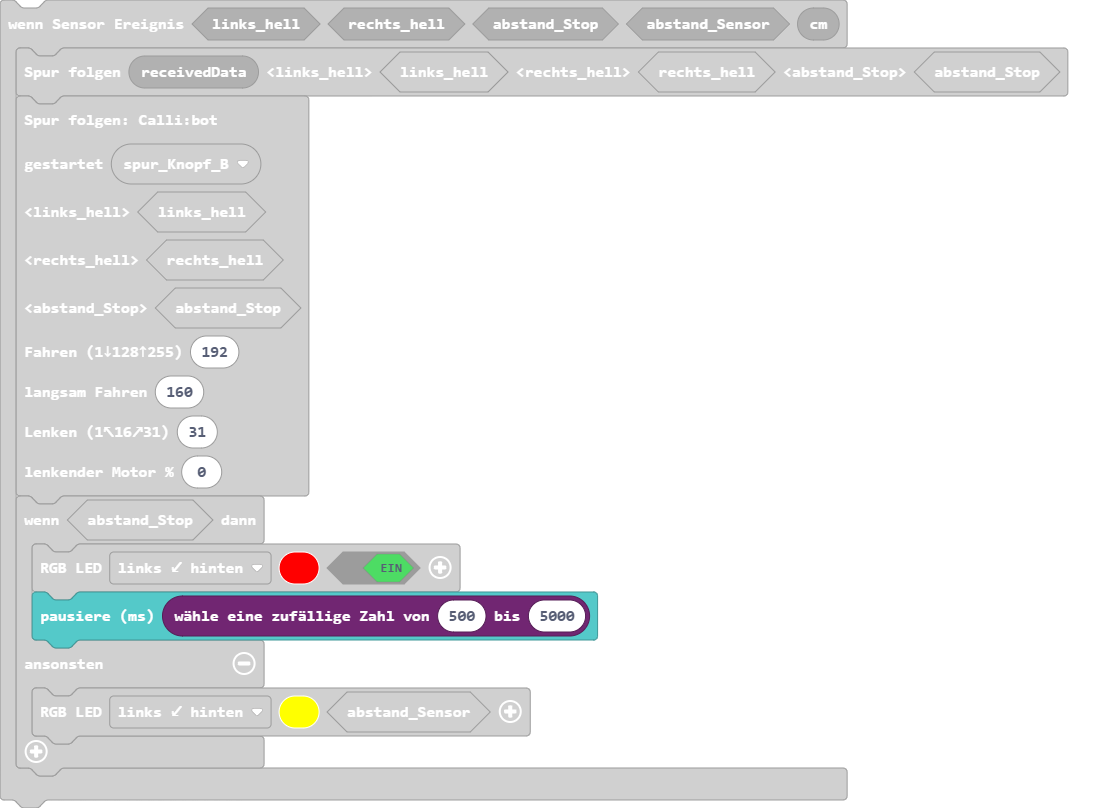 wenn Sensor Ereignis links_hell rechts_hell abstand_Stop abstand_Sensor cm
Spur folgen receivedData <links_hell> links_hell <rechts_hell> rechts_hell <abstand_Stop> abstand_Stop
Spur folgen: Calli:bot
gestartet spur_Knopf_B
<links_hell> links_hell
<rechts_hell> rechts_hell
<abstand_Stop> abstand_Stop
Fahren (1↓128↑255) 192
langsam Fahren 160
Lenken (1↖16↗31) 31
lenkender Motor % 0
wenn abstand_Stop dann
RGB LED links ↙ hinten EIN
pausiere (ms) wähle eine zufällige Zahl von 500 bis 5000
ansonsten
RGB LED links ↙ hinten abstand_Sensor